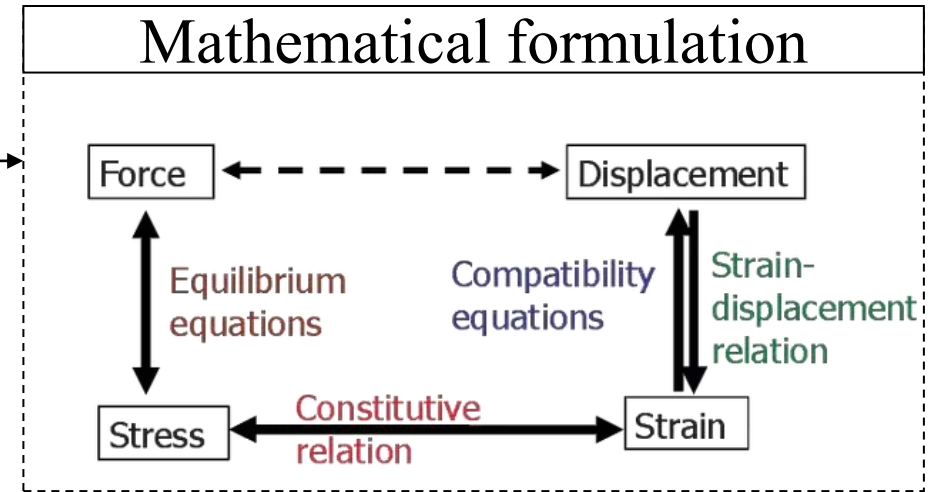 Mathematical formulation
Force
Displacement
Equilibrium
equations
Compatibility
equations
Strain-
displacement
relation
Stress
Constitutive
relation
Strain